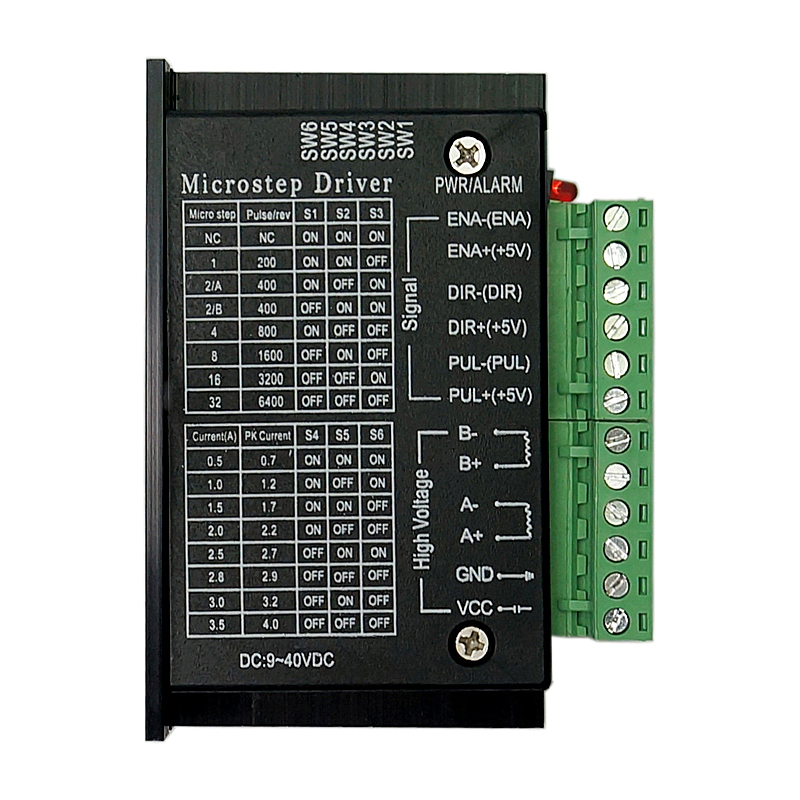 SW6
SW5
SW4
SW3
SW2
SW1
Microstep Driver
PWR/ALARM
Micro step Pulse/rev S1 S2 S3
NC NC ON ON ON
1 200 ON ON OFF
2/A 400 ON OFF ON
2/B 400 OFF ON ON
4 800 ON OFF OFF
8 1600 OFF ON OFF
16 3200 OFF OFF ON
32 6400 OFF OFF OFF
Current(A) PK Current S4 S5 S6
0.5 0.7 ON ON ON
1.0 1.2 ON OFF ON
1.5 1.7 ON ON OFF
2.0 2.2 ON OFF OFF
2.5 2.7 OFF ON ON
2.8 2.9 OFF OFF ON
3.0 3.2 OFF ON OFF
3.5 4.0 OFF OFF OFF
DC:9~40VDC
Signal
ENA-(ENA)
ENA+(+5V)
DIR-(DIR)
DIR+(+5V)
PUL-(PUL)
PUL+(+5V)
High Voltage
B-
B+
A-
A+
GND
VCC